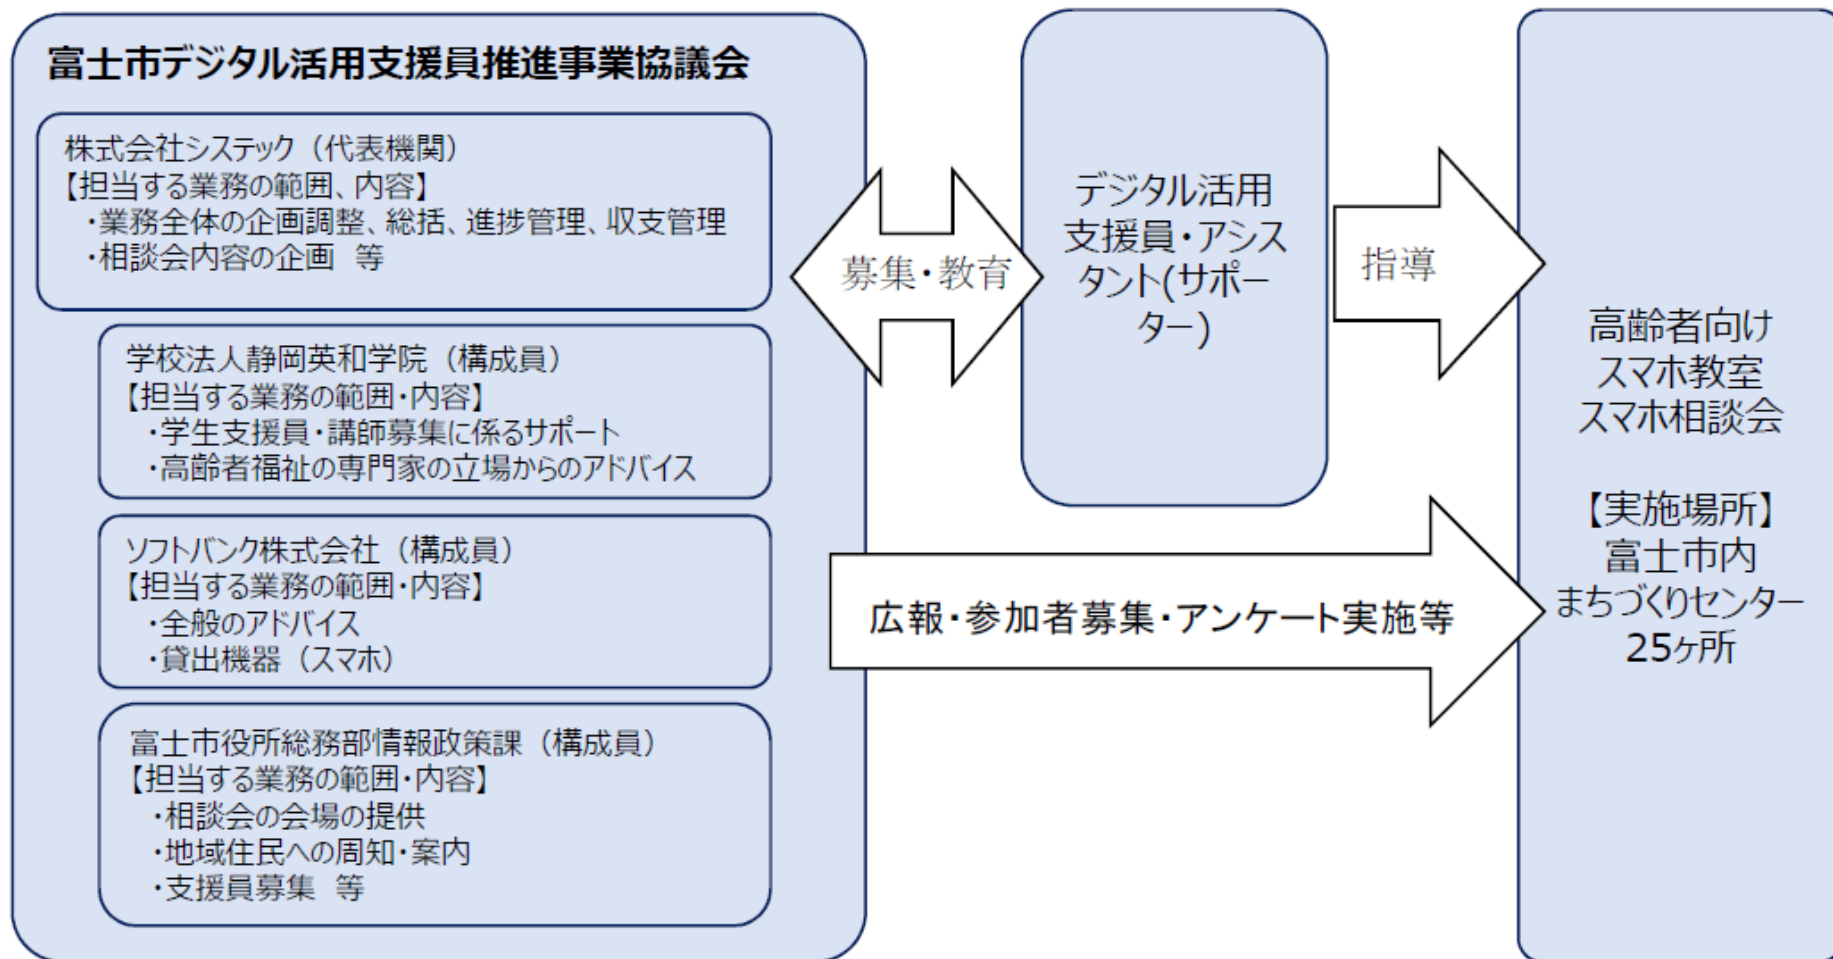 富士市デジタル活用支援員推進事業協議会
株式会社システック（代表機関）
【担当する業務の範囲、内容】
・業務全体の企画調整、総括、進捗管理、収支管理
・相談会内容の企画　等
学校法人静岡英和学院（構成員）
【担当する業務の範囲・内容】
・学生支援員・講師募集に係るサポート
・高齢者福祉の専門家の立場からのアドバイス
ソフトバンク株式会社（構成員）
【担当する業務の範囲・内容】
・全般のアドバイス
・貸出機器（スマホ）
富士市役所総務部情報政策課（構成員）
【担当する業務の範囲・内容】
・相談会の会場の提供
・地域住民への周知・案内
・支援員募集　等
募集・教育
デジタル活用
支援員・アシス
タント(サポー
ター)
指導
広報・参加者募集・アンケート実施等
高齢者向け
スマホ教室
スマホ相談会
【実施場所】
富士市内
まちづくりセンター
25ヶ所